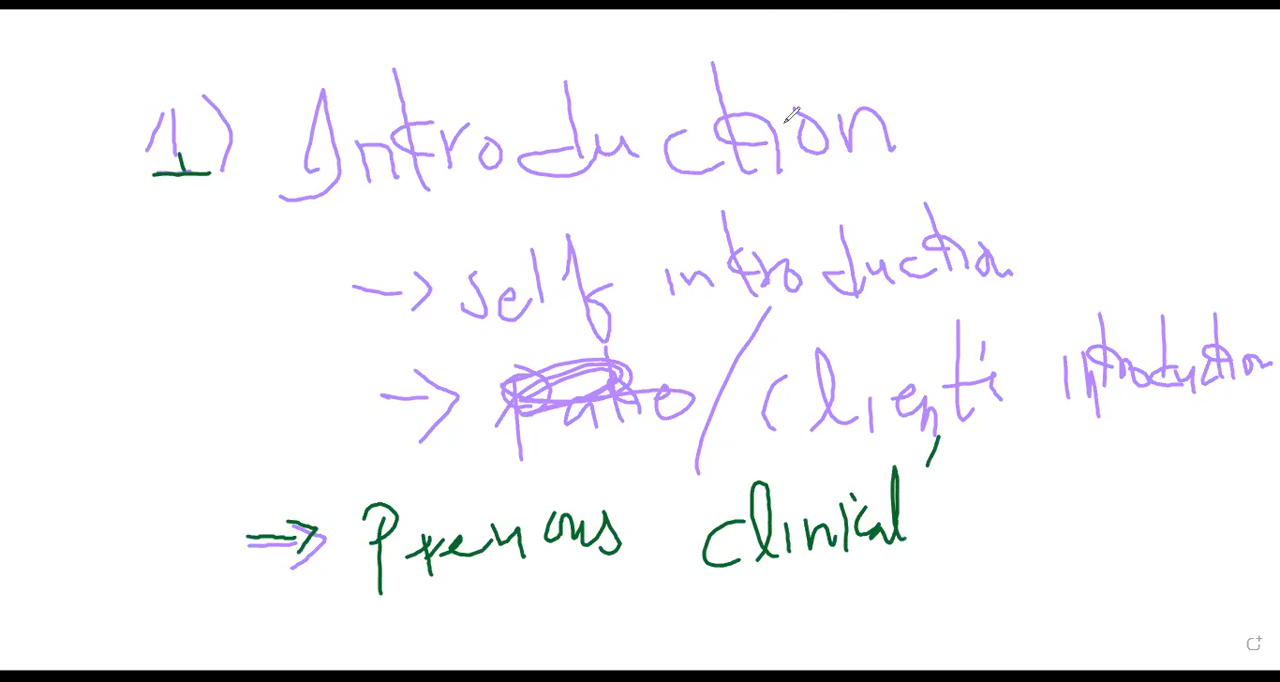 1) Introduction
→ self introduction
→ / client's introduction
⇒ Previous clinical